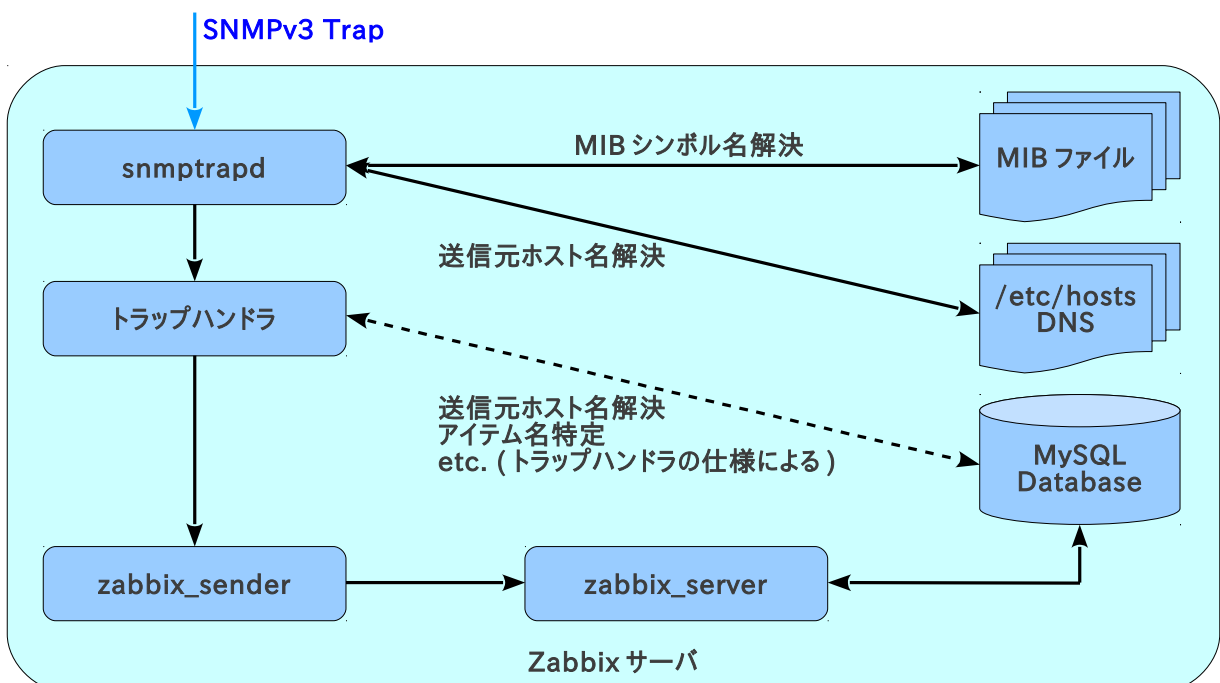 SNMPv3 Trap
snmptrapd
MIB シンボル名解決
MIB ファイル
送信元ホスト名解決
/etc/hosts
DNS
トラップハンドラ
送信元ホスト名解決
アイテム名特定
etc. ( トラップハンドラの仕様による )
MySQL
Database
zabbix_sender
zabbix_server
Zabbix サーバ